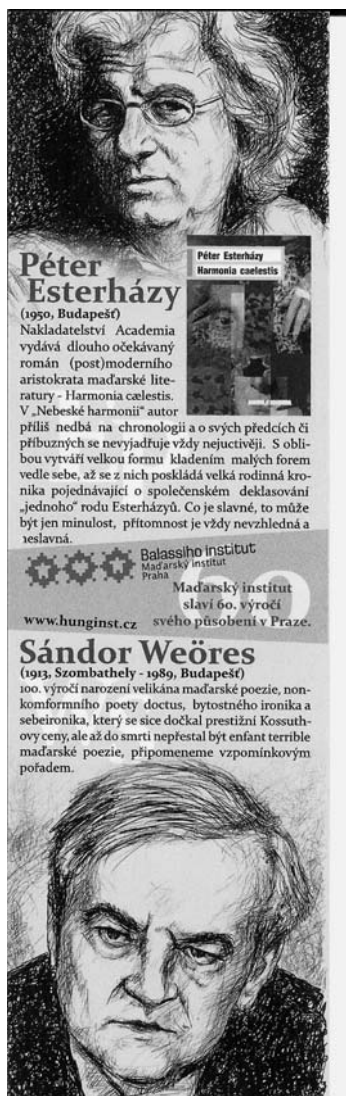 Péter
Esterházy
(1950, Budapešť)
Péter Esterházy
Harmonia caelestis
Nakladatelství Academia
vydává dlouho očekávaný
román (post)moderního
aristokrata maďarské lite-
ratury - Harmonia cælestis.
V „Nebeské harmonii“ autor
příliš nedbá na chronologii a o svých předcích či
příbuzných se nevyjadřuje vždy nejuctivěji. S obli-
bou vytváří velkou formu kladením malých forem
vedle sebe, až se z nich poskládá velká rodinná kro-
nika pojednávající o společenském deklasování
„jednoho“ rodu Esterházyů. Co je slavné, to může
být jen minulost, přítomnost je vždy nevzhledná a
neslavná.
Balassiho institut
Maďarský institut
Praha
60
Maďarský institut
slaví 60. výročí
svého působení v Praze.
www.hunginst.cz
Sándor Weöres
(1913, Szombathely - 1989, Budapešť)
100. výročí narození velikána maďarské poezie, non-
komformního poety doctus, bytostného ironika a
sebeironika, který se sice dočkal prestižní Kossuth-
ovy ceny, ale až do smrti nepřestal být enfant terrible
maďarské poezie, připomeneme vzpomínkovým
pořadem.